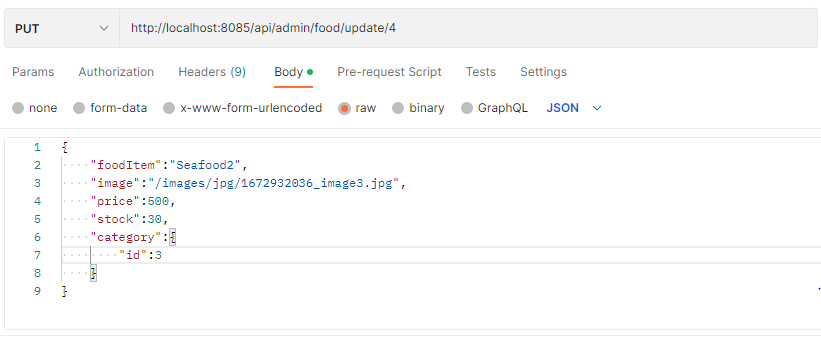 PUT http://localhost:8085/api/admin/food/update/4
Params Authorization Headers (9) Body Pre-request Script Tests Settings
none form-data x-www-form-urlencoded raw binary GraphQL JSON
1 {
2 "foodItem":"Seafood2",
3 "image":"/images/jpg/1672932036_image3.jpg",
4 "price":500,
5 "stock":30,
6 "category":{
7 "id":3
8 }
9 }